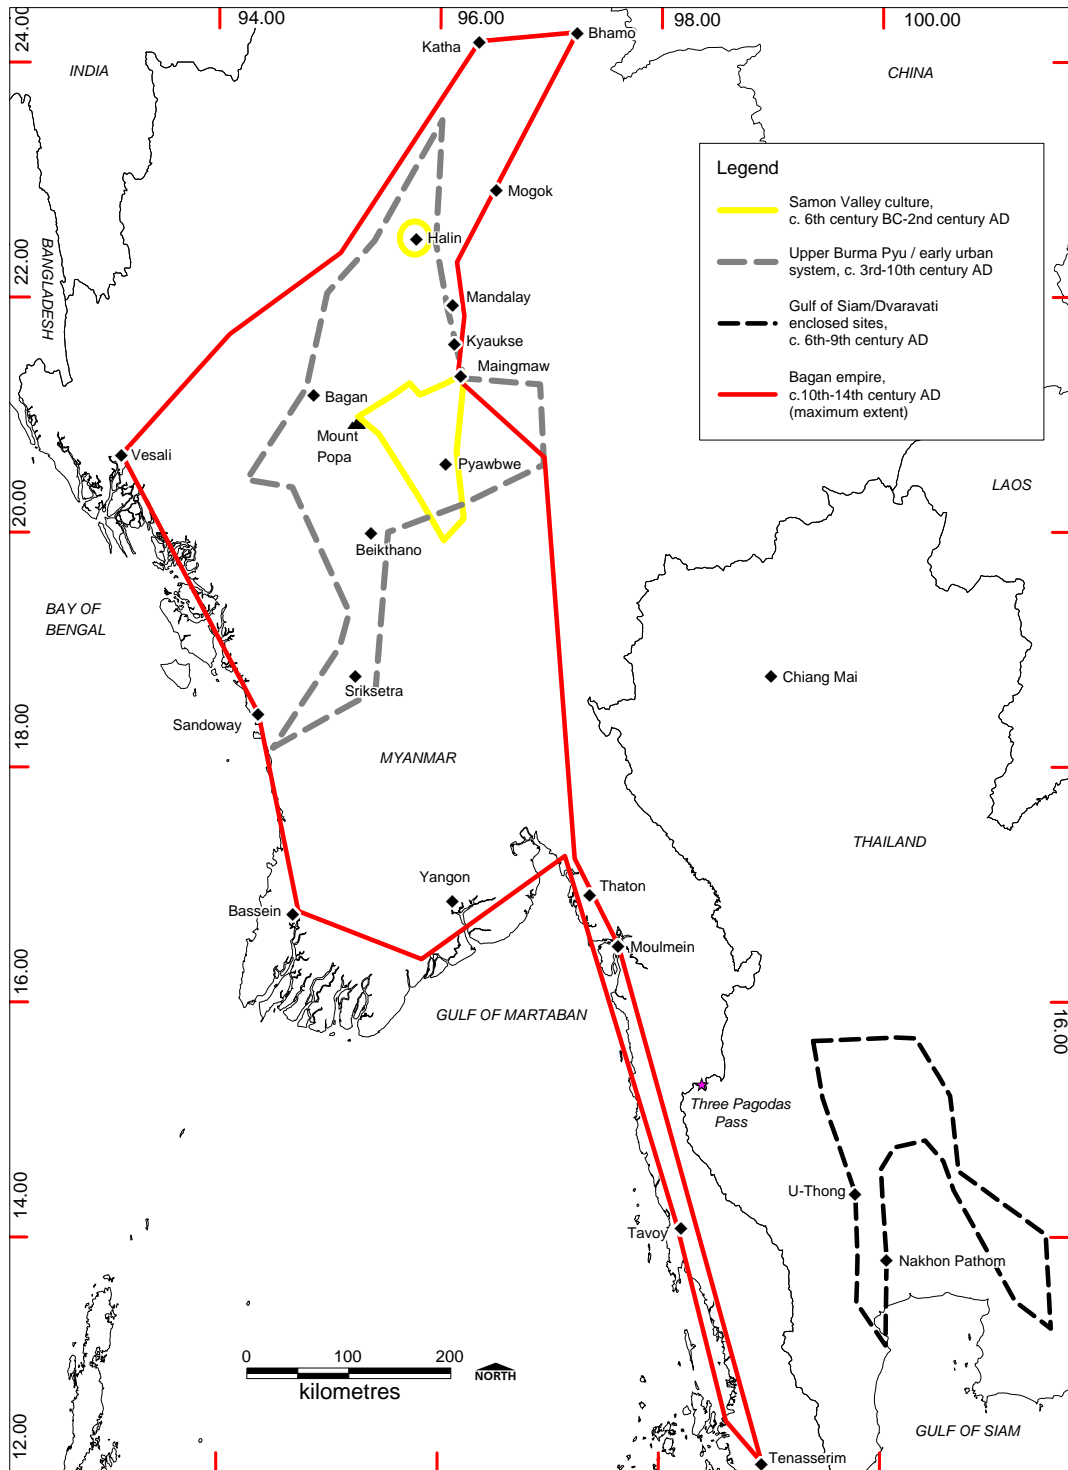 94.00
96.00
98.00
100.00
24.00
22.00
20.00
18.00
16.00
14.00
12.00
16.00
INDIA
CHINA
BANGLADESH
Katha
Bhamo
Mogok
Halin
Mandalay
Kyaukse
Maingmaw
Bagan
Mount
Popa
Pyawbwe
Vesali
Beikthano
LAOS
BAY OF
BENGAL
Sriksetra
Chiang Mai
Sandoway
MYANMAR
THAILAND
Yangon
Thaton
Bassein
Moulmein
GULF OF MARTABAN
Three Pagodas
Pass
U-Thong
Tavoy
Nakhon Pathom
GULF OF SIAM
Tenasserim
Legend
Samon Valley culture,
c. 6th century BC-2nd century AD
Upper Burma Pyu / early urban
system, c. 3rd-10th century AD
Gulf of Siam/Dvaravati
enclosed sites,
c. 6th-9th century AD
Bagan empire,
c.10th-14th century AD
(maximum extent)
0 100 200
kilometres
NORTH